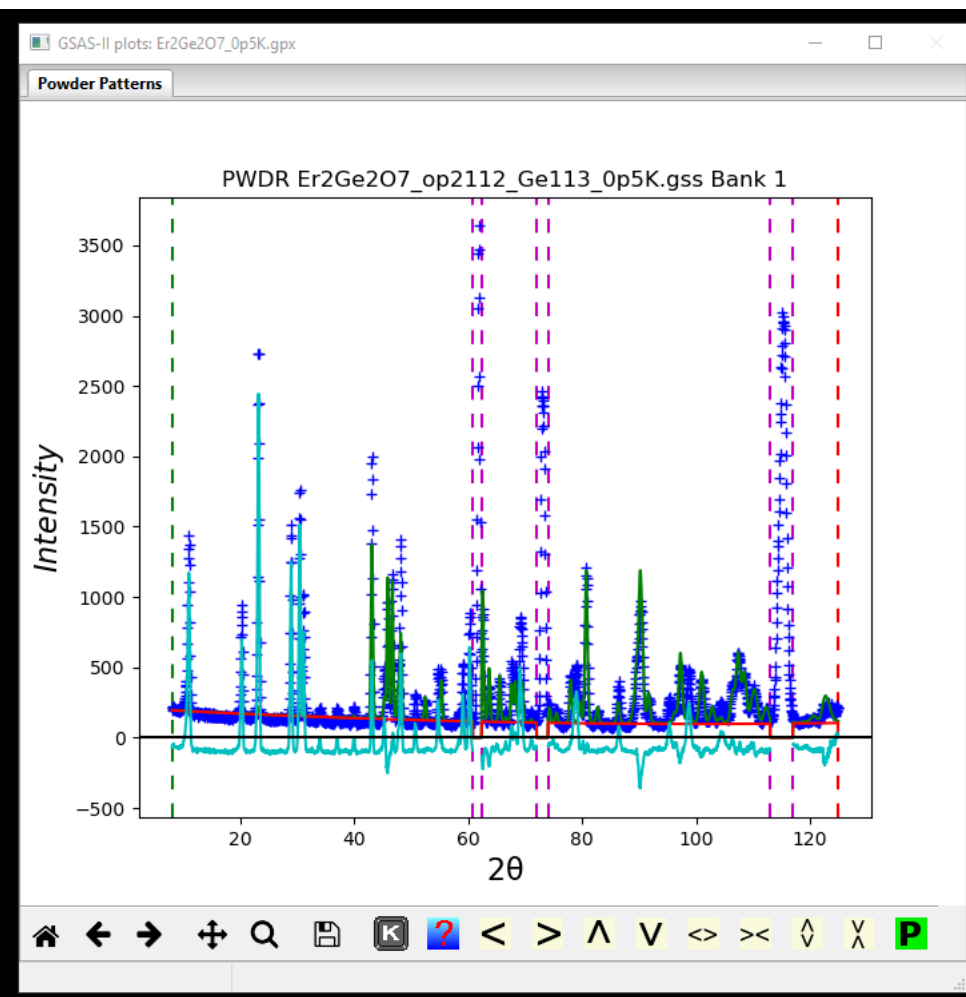 GSAS-II plots: Er2Ge2O7_0p5K.gpx
Powder Patterns
PWDR Er2Ge2O7_op2112_Ge113_0p5K.gss Bank 1
3500
3000
2500
2000
1500
1000
500
0
−500
Intensity
20
40
60
80
100
120
2θ
K ? < > Λ V <> >< P